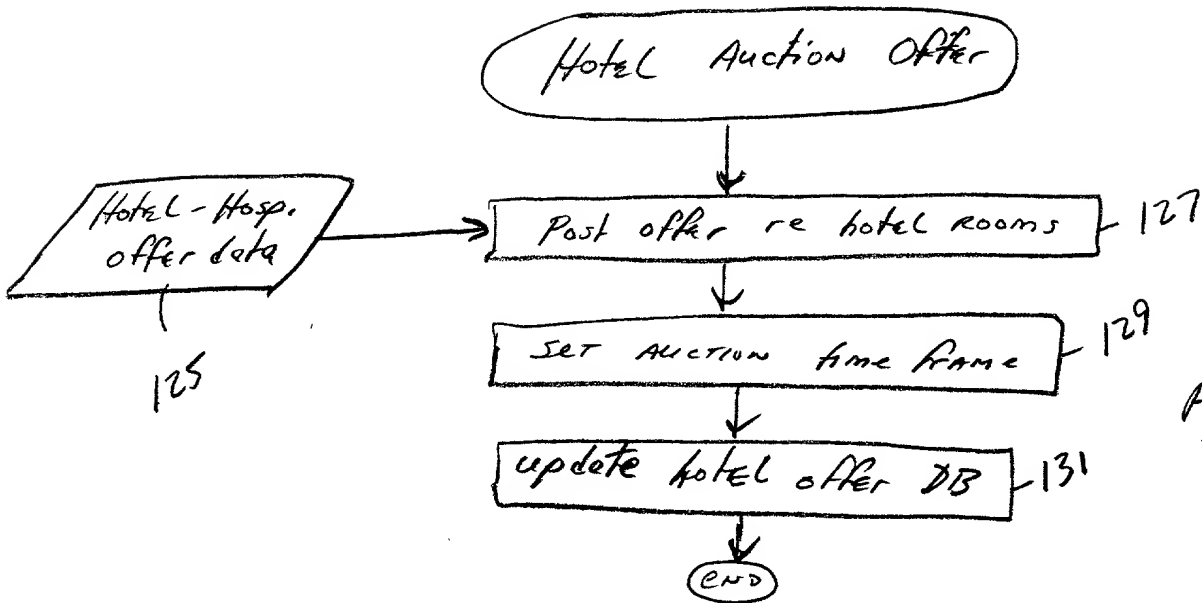 Hotel Auction Offer
Hotel-Hosp.
offer data
125
Post offer re hotel rooms
127
Set Auction time frame
129
update hotel offer DB
131
end